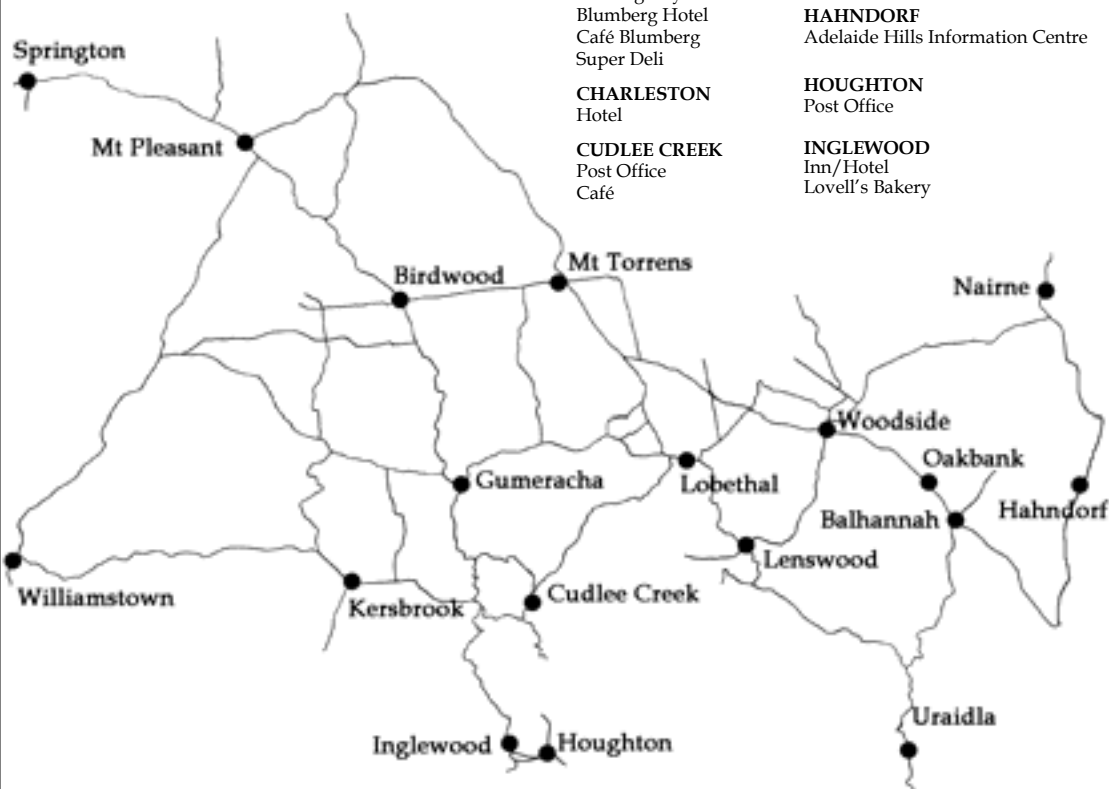 Blumberg Hotel
Café Blumberg
Super Deli
CHARLESTON
Hotel
CUDLEE CREEK
Post Office
Café
HAHNDORF
Adelaide Hills Information Centre
HOUGHTON
Post Office
INGLEWOOD
Inn/Hotel
Lovell's Bakery
Springton
Mt Pleasant
Birdwood
Mt Torrens
Nairne
Woodside
Oakbank
Gumeracha
Lobethal
Hahndorf
Balhannah
Lenswood
Williamstown
Kersbrook
Cudlee Creek
Uraidla
Inglewood
Houghton